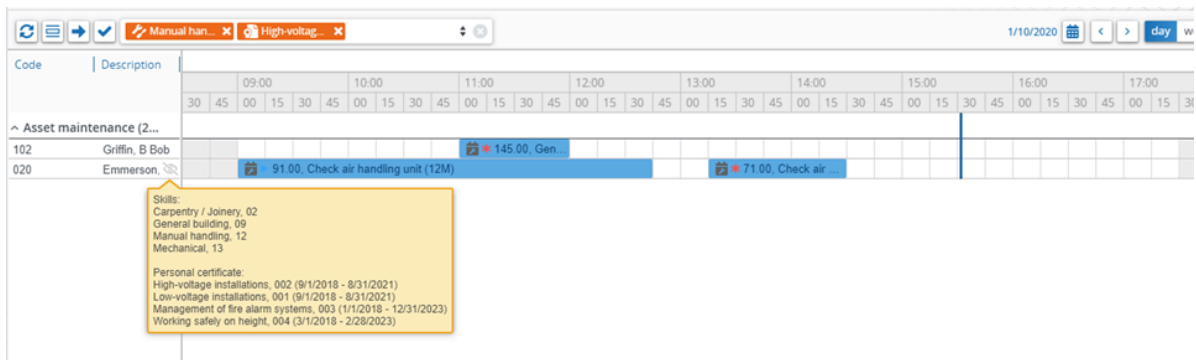 Manual han... High-voltag... 1/10/2020 day
Code Description
09:00 10:00 11:00 12:00 13:00 14:00 15:00 16:00 17:00
30 45 00 15 30 45 00 15 30 45 00 15 30 45 00 15 30 45 00 15 30 45 00 15 30 45 00 15 30 45 00 15 30 45 00 15
Asset maintenance (2...
102 Griffin, B Bob 145.00, Gen...
020 Emmerson, 91.00, Check air handling unit (12M) 71.00, Check air ...
Skills:
Carpentry / Joinery, 02
General building, 09
Manual handling, 12
Mechanical, 13
Personal certificate:
High-voltage installations, 002 (9/1/2018 - 8/31/2021)
Low-voltage installations, 001 (9/1/2018 - 8/31/2021)
Management of fire alarm systems, 003 (1/1/2018 - 12/31/2023)
Working safely on height, 004 (3/1/2018 - 2/28/2023)